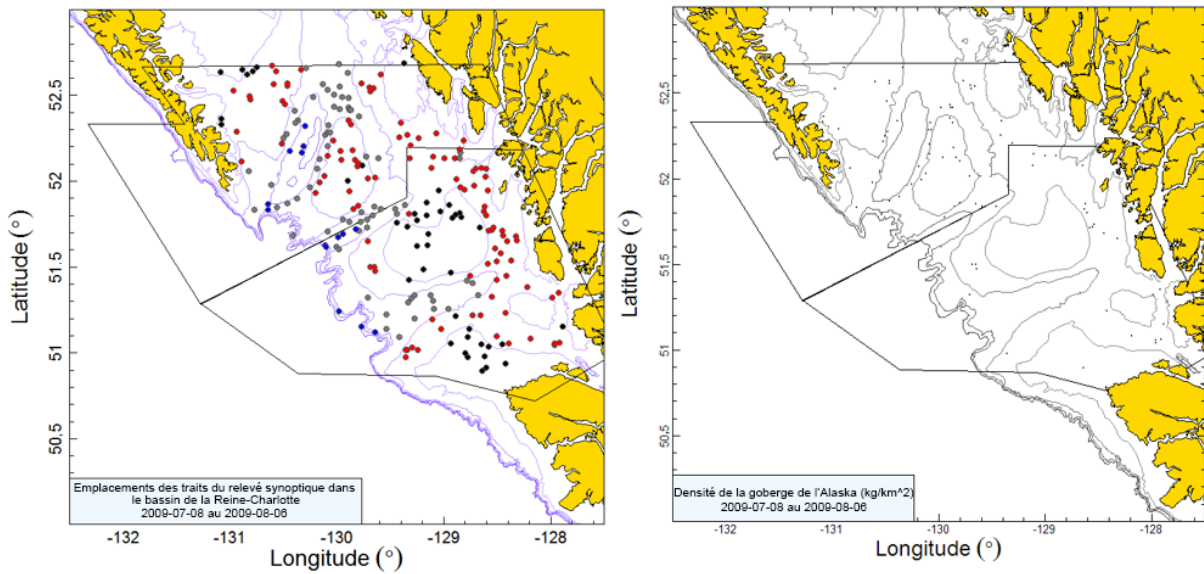 52,5
52
51,5
51
50,5
Latitude (°)
Emplacements des traits du relevé synoptique dans
le bassin de la Reine-Charlotte
2009-07-08 au 2009-08-06
-132
-131
-130
-129
-128
Longitude (°)
52,5
52
51,5
51
50,5
Latitude (°)
Densité de la goberge de l'Alaska (kg/km^2)
2009-07-08 au 2009-08-06
-132
-131
-130
-129
-128
Longitude (°)